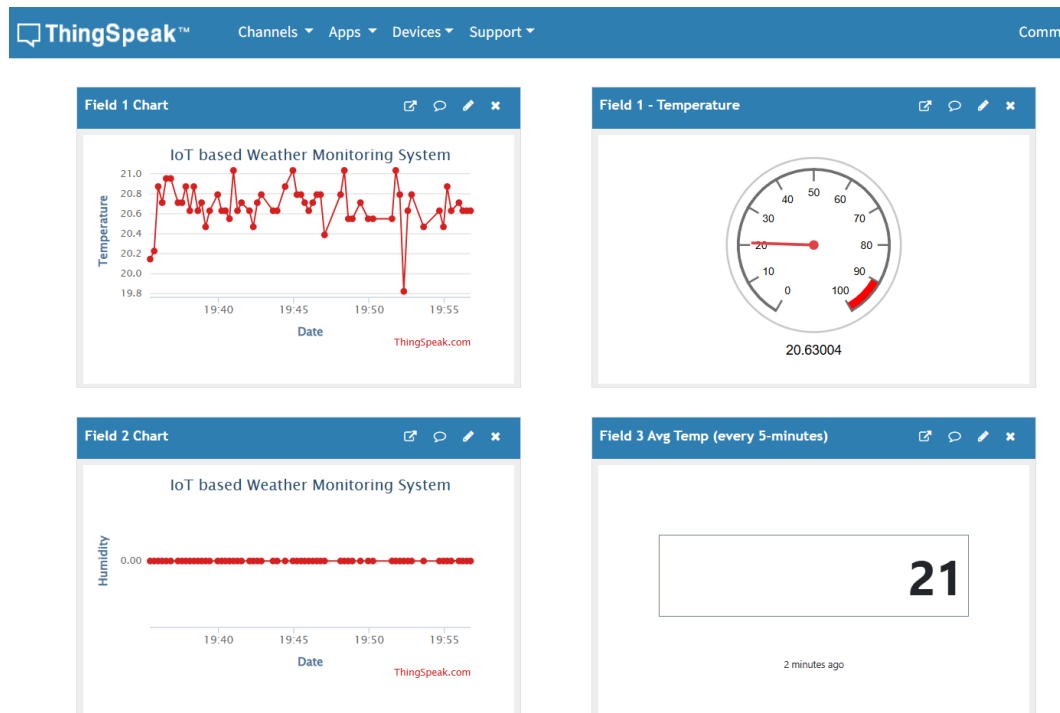 ThingSpeak™ Channels Apps Devices Support Comm
Field 1 Chart
IoT based Weather Monitoring System
Temperature
21.0
20.8
20.6
20.4
20.2
20.0
19.8
19:40 19:45 19:50 19:55
Date
ThingSpeak.com
Field 1 - Temperature
0
10
20
30
40
50
60
70
80
90
100
20.63004
Field 2 Chart
IoT based Weather Monitoring System
Humidity
0.00
19:40 19:45 19:50 19:55
Date
ThingSpeak.com
Field 3 Avg Temp (every 5-minutes)
21
2 minutes ago